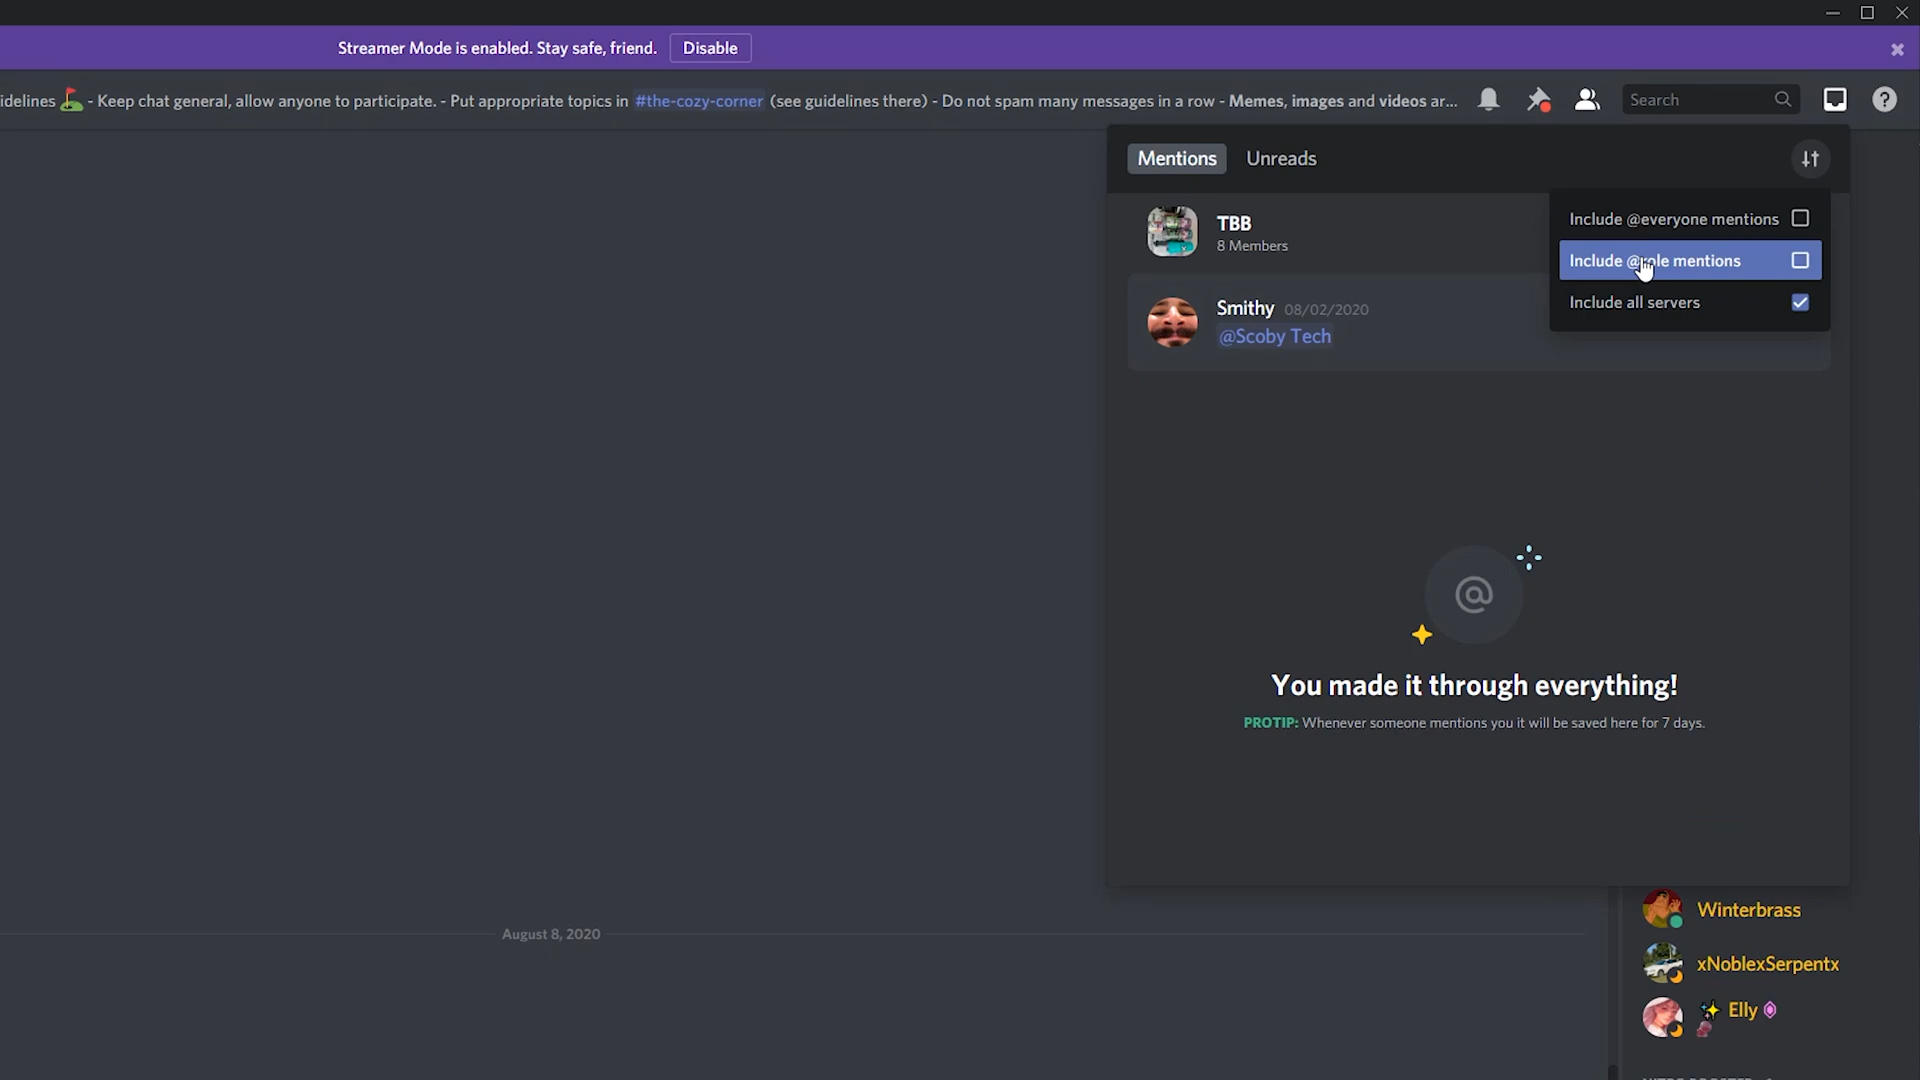 Streamer Mode is enabled. Stay safe, friend. Disable
idelines - Keep chat general, allow anyone to participate. - Put appropriate topics in #the-cozy-corner (see guidelines there) - Do not spam many messages in a row - Memes, images and videos ar... Search
Mentions Unreads
TBB
8 Members
Include @everyone mentions
Include @role mentions
Include all servers
Smithy 08/02/2020
@Scoby Tech
@
You made it through everything!
PROTIP: Whenever someone mentions you it will be saved here for 7 days.
Winterbrass
August 8, 2020
xNoblexSerpentx
Elly